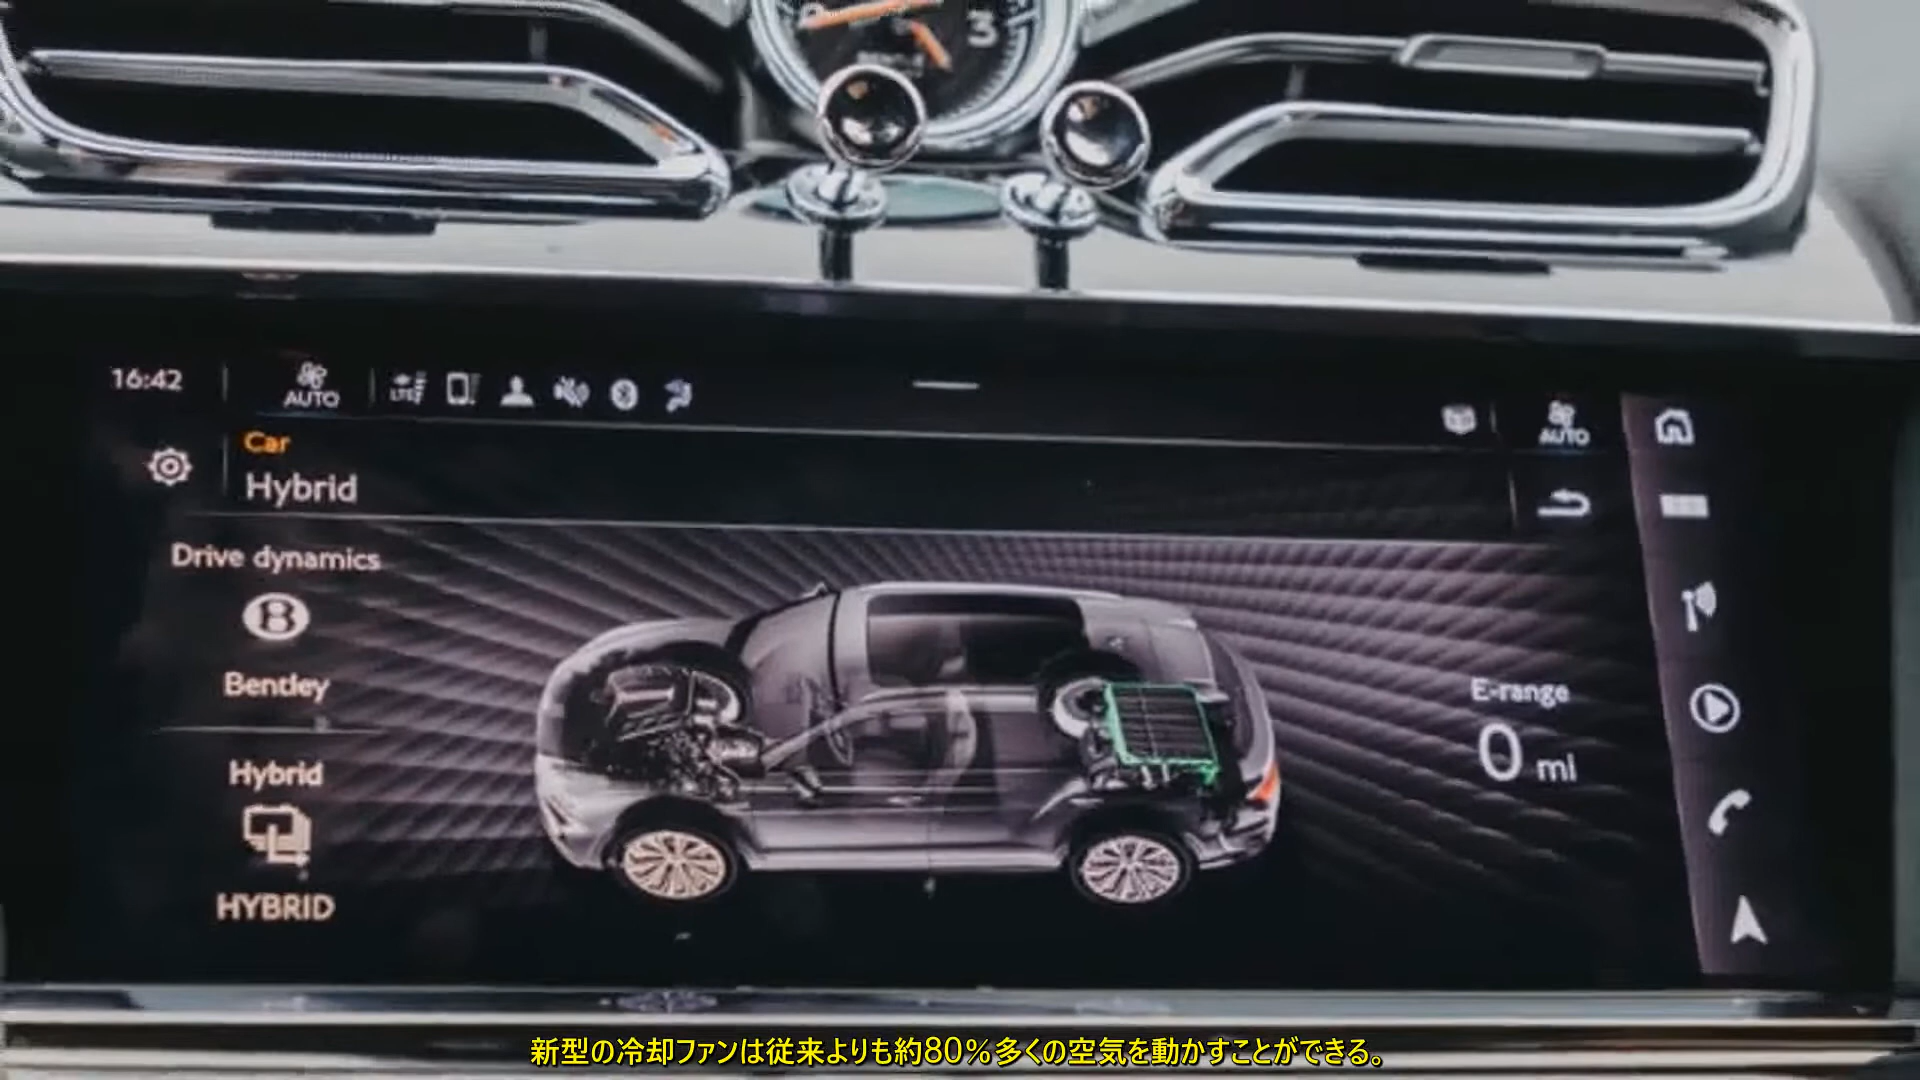 3
16:42
AUTO
LTE
AUTO
Car
Hybrid
Drive dynamics
B
Bentley
E-range
0 mi
Hybrid
HYBRID
新型の冷却ファンは従来よりも約80%多くの空気を動かすことができる。